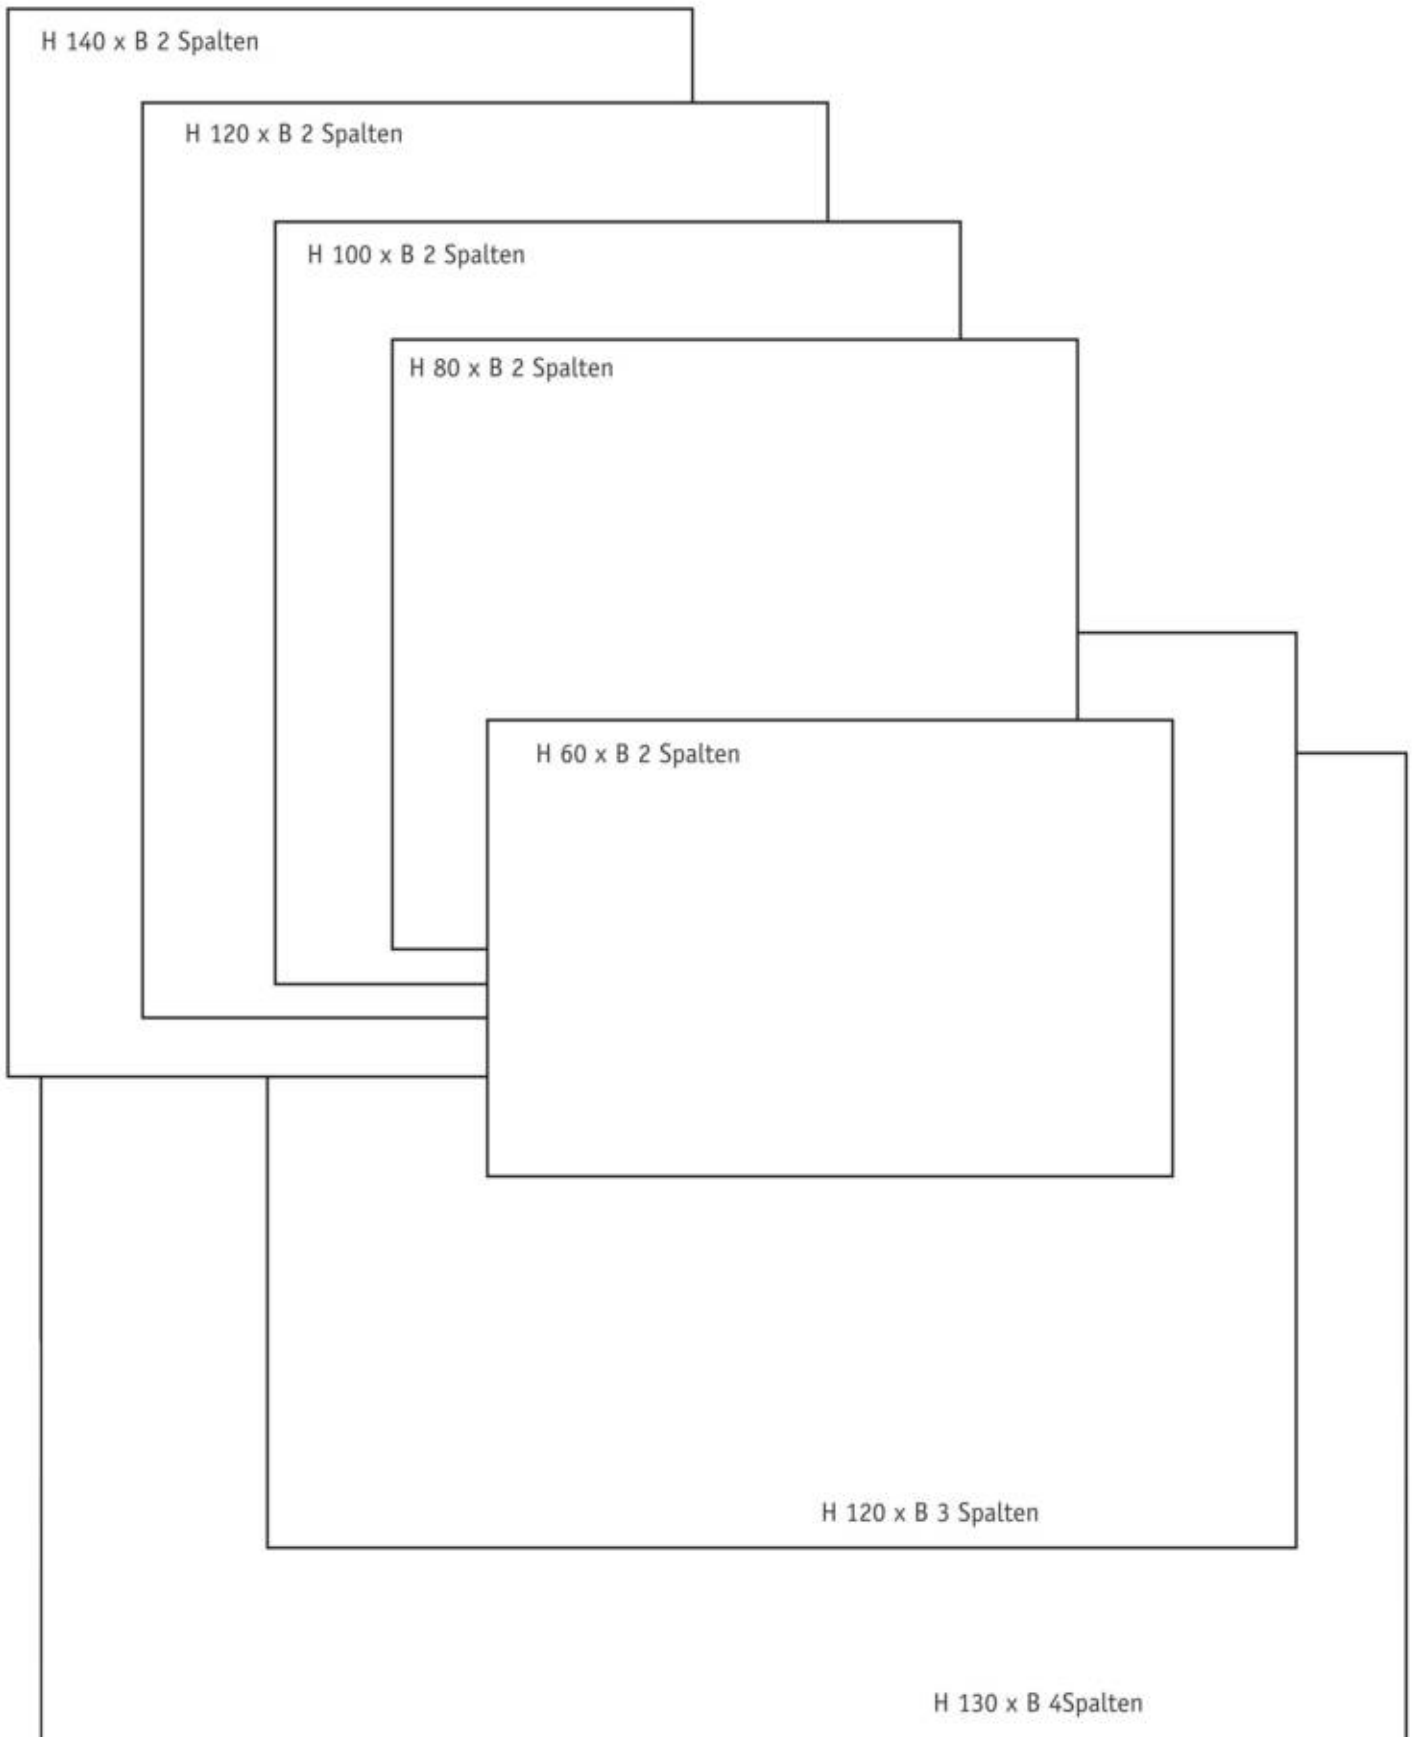 H 140 x B 2 Spalten
H 120 x B 2 Spalten
H 100 x B 2 Spalten
H 80 x B 2 Spalten
H 60 x B 2 Spalten
H 120 x B 3 Spalten
H 130 x B 4Spalten